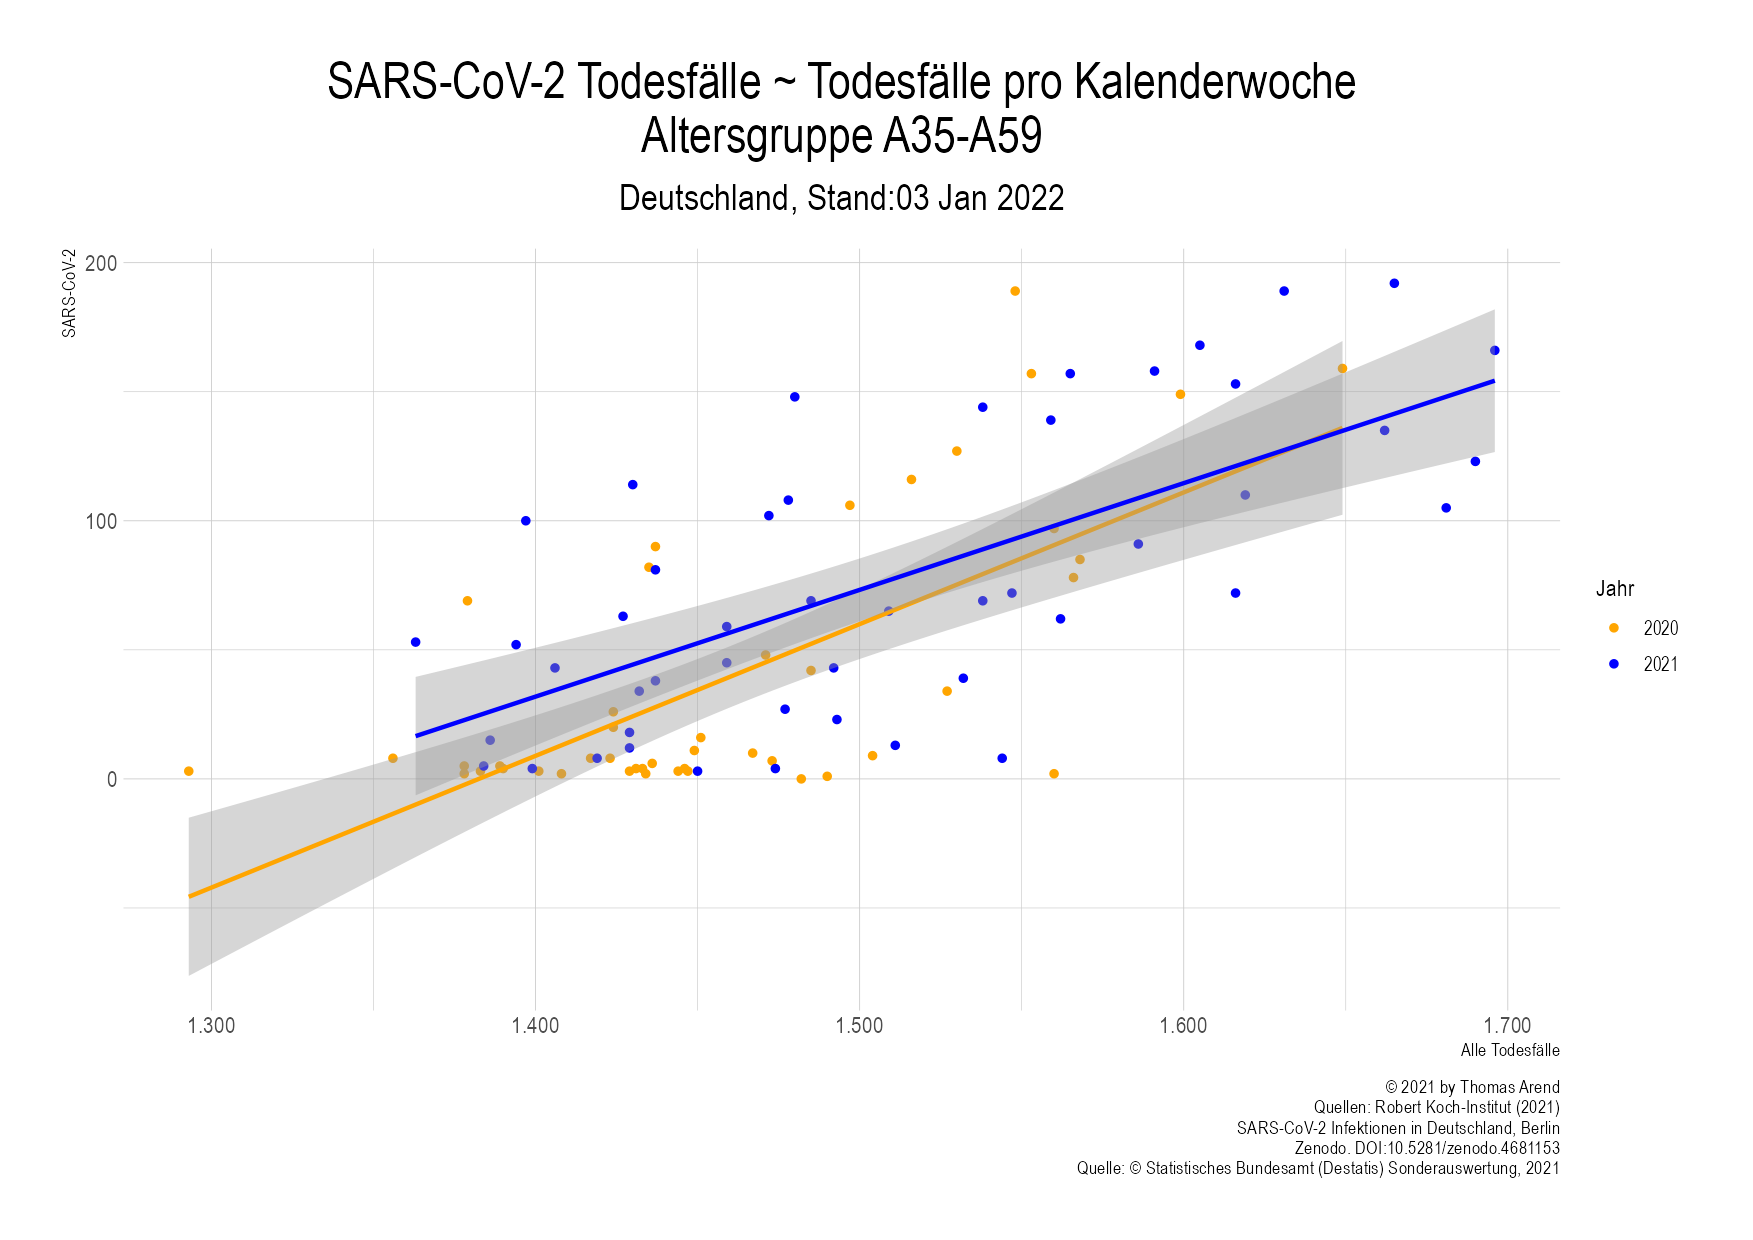 SARS-CoV-2 Todesfälle ~ Todesfälle pro Kalenderwoche
Altersgruppe A35-A59
Deutschland, Stand:03 Jan 2022
SARS-CoV-2
200
100
0
1.300
1.400
1.500
1.600
1.700
Alle Todesfälle
Jahr
2020
2021
© 2021 by Thomas Arend
Quellen: Robert Koch-Institut (2021)
SARS-CoV-2 Infektionen in Deutschland, Berlin
Zenodo. DOI:10.5281/zenodo.4681153
Quelle: © Statistisches Bundesamt (Destatis) Sonderauswertung, 2021